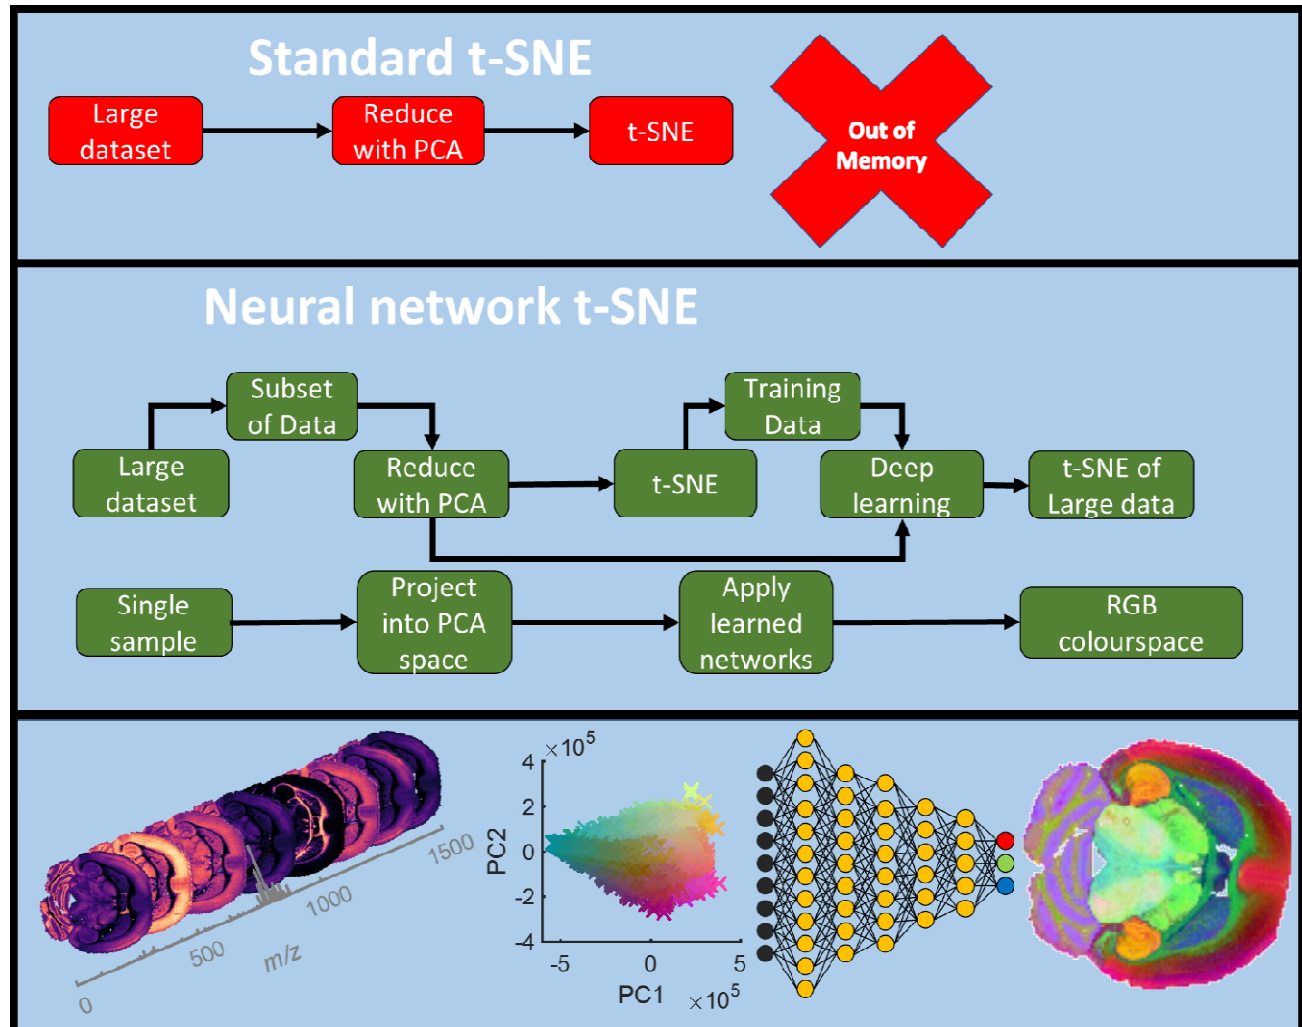 Standard t-SNE
Large
dataset
Reduce
with PCA
t-SNE
Out of
Memory
Neural network t-SNE
Subset
of Data
Training
Data
Large
dataset
Reduce
with PCA
t-SNE
Deep
learning
t-SNE of
Large data
Single
sample
Project
into PCA
space
Apply
learned
networks
RGB
colourspace
0
500
1000
1500
m/z
×10⁵
4
2
0
-2
-4
PC2
-5
0
5
PC1
×10⁵